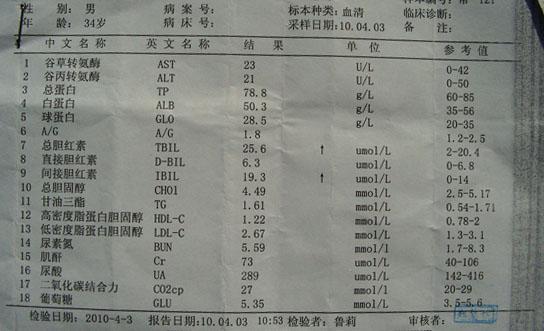 性 别: 男 病 案 号: 标本种类: 血清 临床诊断:
年 龄: 34岁 病 床 号: 采样日期: 10.04.03 备 注:
中 文 名 称 英 文 名 称 结 果 单 位 参 考 值
1 谷草转氨酶 AST 23 U/L 0-42
2 谷丙转氨酶 ALT 21 U/L 0-50
3 总蛋白 TP 78.8 g/L 60-85
4 白蛋白 ALB 50.3 g/L 35-56
5 球蛋白 GLO 28.5 g/L 20-35
6 A/G A/G 1.8 1.2-2.5
7 总胆红素 TBIL 25.6 ↑ umol/L 2-20.4
8 直接胆红素 D-BIL 6.3 umol/L 0-6.8
9 间接胆红素 IBIL 19.3 ↑ umol/L 0-14
10 总胆固醇 CHO1 4.49 mmol/L 2.5-5.17
11 甘油三酯 TG 1.61 mmol/L 0.54-1.71
12 高密度脂蛋白胆固醇 HDL-C 1.22 mmol/L 0.78-2
13 低密度脂蛋白胆固醇 LDL-C 2.67 mmol/L 1.3-3.1
14 尿素氮 BUN 5.59 mmol/l 1.7-8.3
15 肌酐 Cr 73 umol/L 40-106
16 尿酸 UA 289 umol/L 142-416
17 二氧化碳结合力 CO2cp 27 mmol/l 20-29
18 葡萄糖 GLU 5.35 mmol/L 3.5-5.6
检验日期: 2010-4-3 报告日期: 10.04.03 10:53 检验者: 鲁莉 审核者: